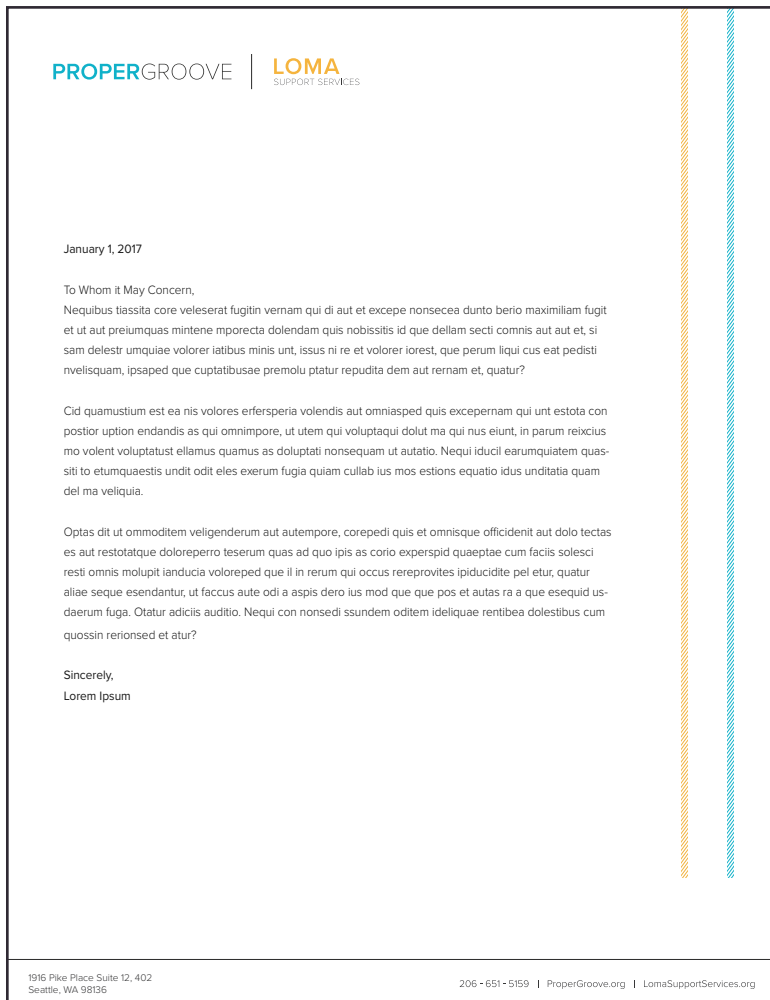 PROPERGROOVE
LOMA
SUPPORT SERVICES
January 1, 2017
To Whom it May Concern,
Nequibus tiassita core veleserat fugitin vernam qui di aut et excepe nonsecea dunto berio maximiliam fugit
et ut aut preiumquas mintene mporecta dolendam quis nobissitis id que dellam secti comnis aut aut et, si
sam delestr umquiae volorer iatibus minis unt, issus ni re et volorer iorest, que perum liqui cus eat pedisti
nvelisquam, ipsaped que cuptatibusae premolu ptatur repudita dem aut rernam et, quatur?
Cid quamustium est ea nis volores erfersperia volendis aut omniasped quis excepernam qui unt estota con
postior uption endandis as qui omnimpore, ut utem qui voluptaqui dolut ma qui nus eiunt, in parum reixcius
mo volent voluptatust ellamus quamus as doluptati nonsequam ut autatio. Nequi iducil earumquiatem quas-
siti to etumquaestis undit odit eles exerum fugia quiam cullab ius mos estions equatio idus unditatia quam
del ma veliquia.
Optas dit ut ommoditem veligenderum aut autempore, corepedi quis et omnisque officidenit aut dolo tectas
es aut restotatque doloreperro teserum quas ad quo ipis as corio experspid quaeptae cum faciis solesci
resti omnis molupit ianducia voloreped que il in rerum qui occus rereprovites ipiducidite pel etur, quatur
aliae seque esendantur, ut faccus aute odi a aspis dero ius mod que que pos et autas ra a que esequid us-
daerum fuga. Otatur adiciis auditio. Nequi con nonsedi ssundem oditem ideliquae rentibea dolestibus cum
quossin rerionsed et atur?
Sincerely,
Lorem Ipsum
1916 Pike Place Suite 12, 402
Seattle, WA 98136
206 - 651 - 5159 | ProperGroove.org | LomaSupportServices.org